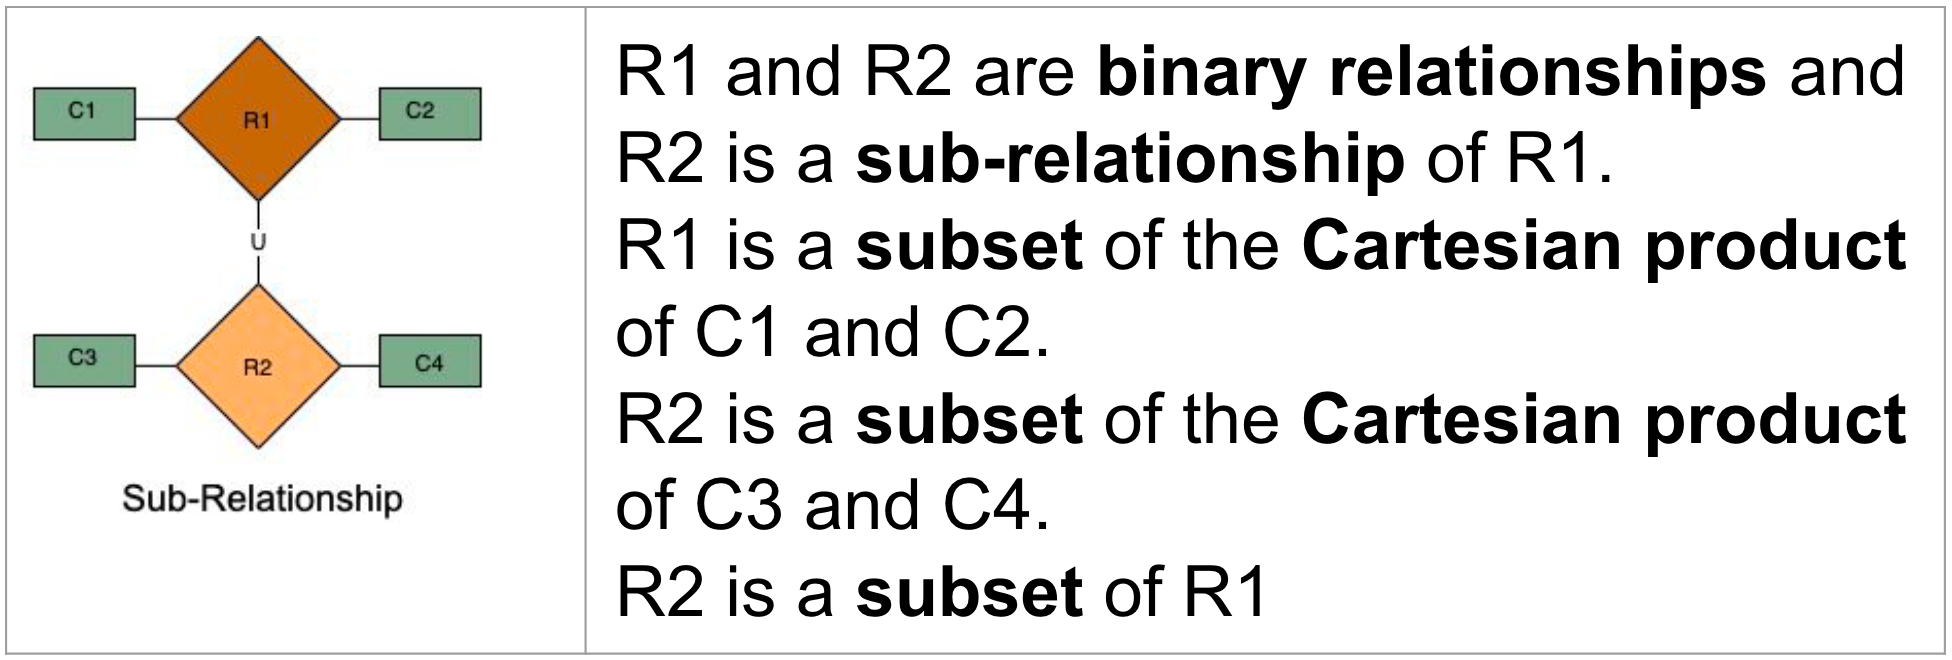 C1
R1
C2
U
C3
R2
C4
Sub-Relationship
R1 and R2 are binary relationships and
R2 is a sub-relationship of R1.
R1 is a subset of the Cartesian product
of C1 and C2.
R2 is a subset of the Cartesian product
of C3 and C4.
R2 is a subset of R1